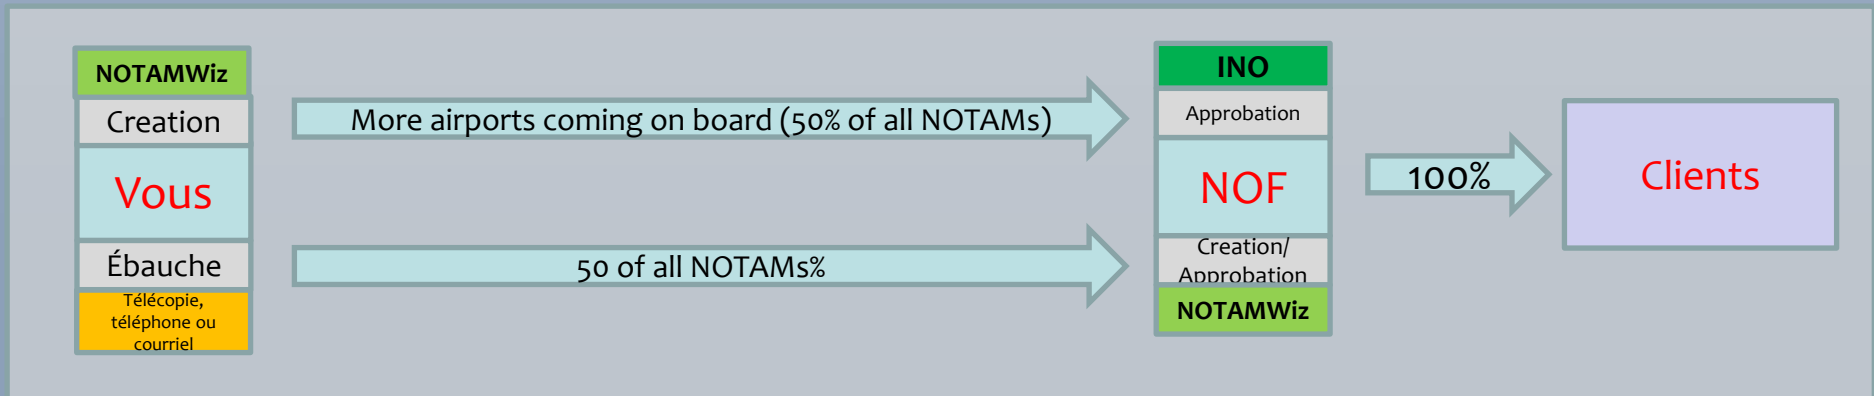 NOTAMWiz
Creation
Vous
Ébauche
Télécopie,
téléphone ou
courriel
More airports coming on board (50% of all NOTAMs)
50 of all NOTAMs%
INO
Approbation
NOF
Creation/
Approbation
NOTAMWiz
100%
Clients